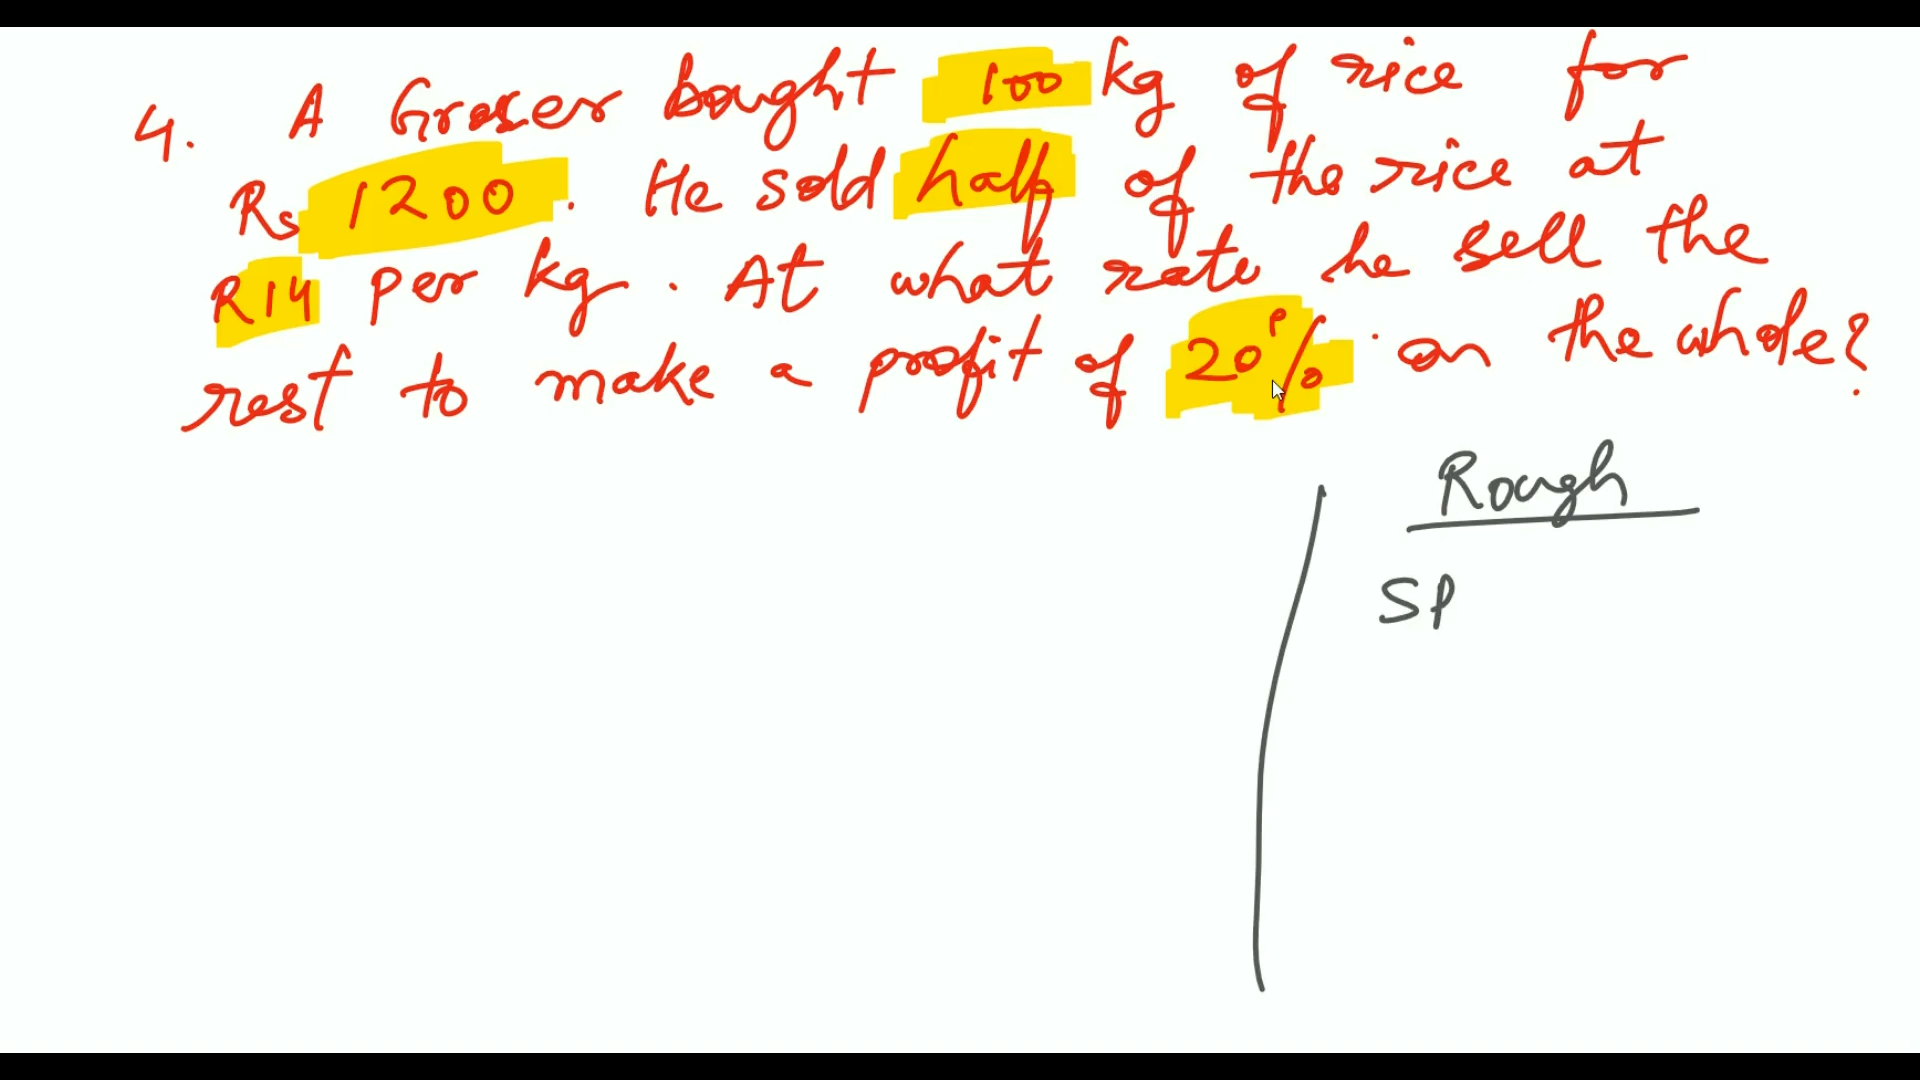 4. A Groser bought 100 kg of rice for
Rs 1200. He sold half of the rice at
R14 per kg. At what rate he sell the
rest to make a profit of 20% on the whole?
Rough
SP